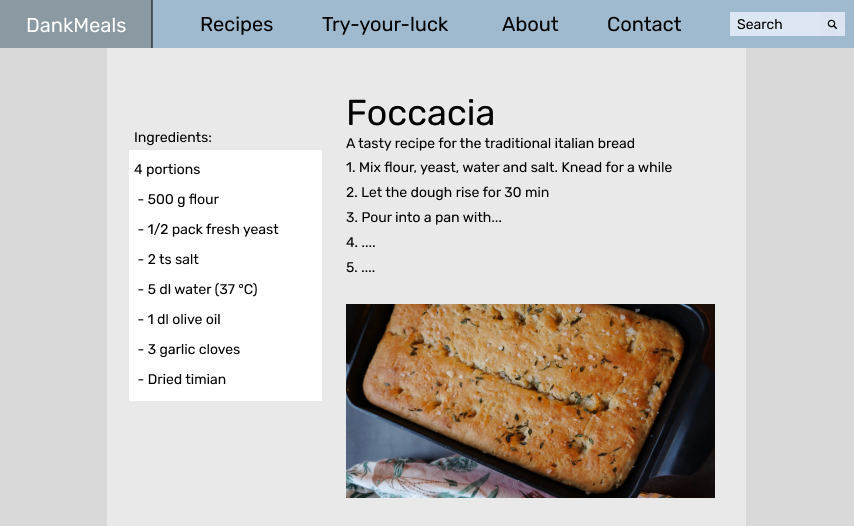 DankMeals
Recipes
Try-your-luck
About
Contact
Search
Foccacia
A tasty recipe for the traditional italian bread
1. Mix flour, yeast, water and salt. Knead for a while
2. Let the dough rise for 30 min
3. Pour into a pan with...
4. ....
5. ....
Ingredients:
4 portions
- 500 g flour
- 1/2 pack fresh yeast
- 2 ts salt
- 5 dl water (37 °C)
- 1 dl olive oil
- 3 garlic cloves
- Dried timian